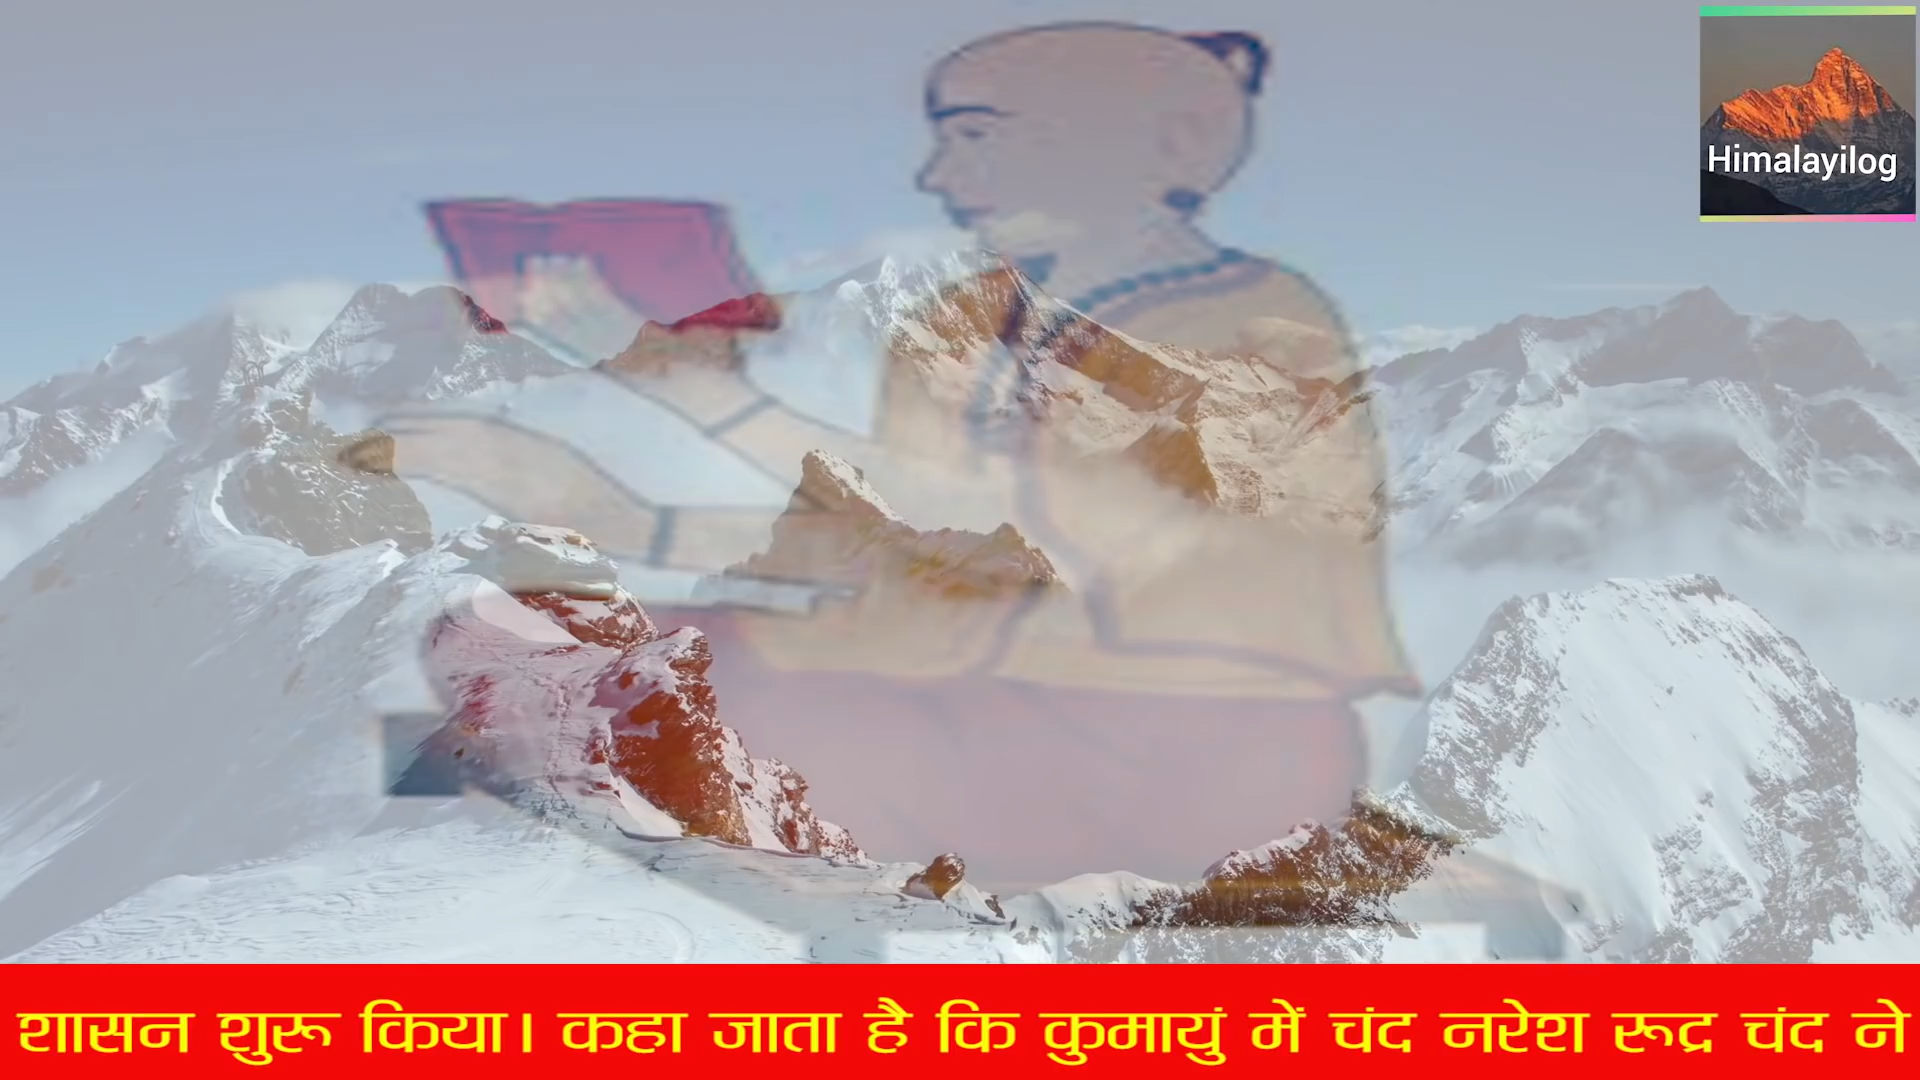 Himalayilog
शासन शुरू किया। कहा जाता है कि कुमायुं में चंद नरेश रूद्र चंद ने